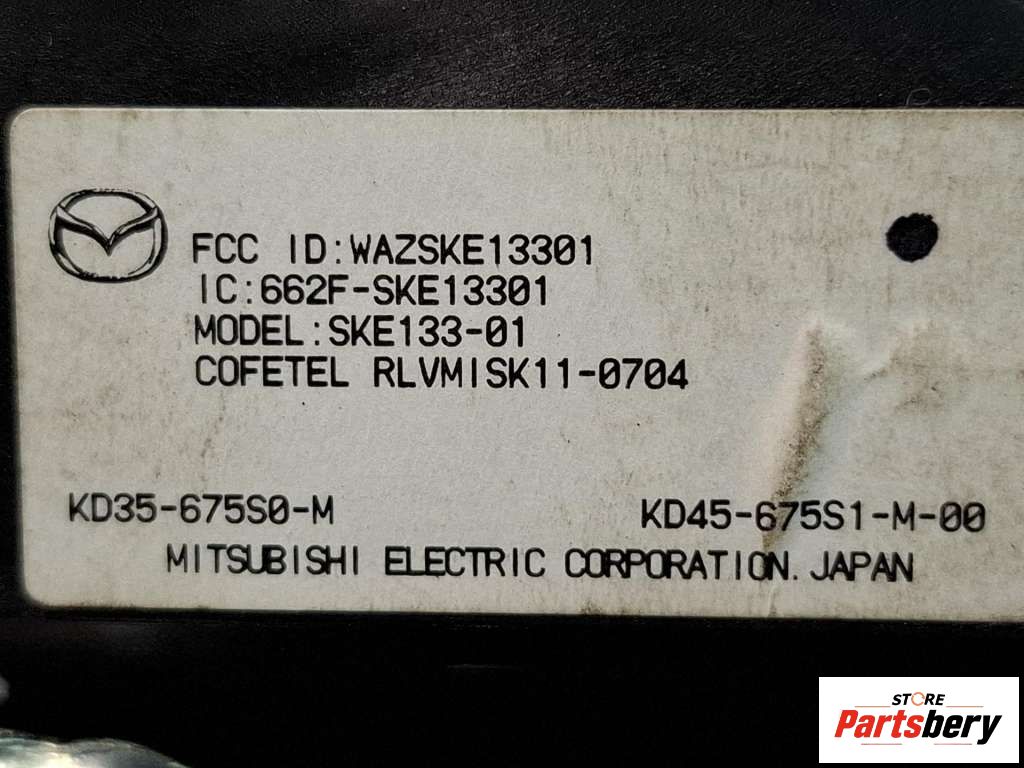 FCC ID:WAZSKE13301
IC:662F-SKE13301
MODEL:SKE133-01
COFETEL RLVMISK11-0704
KD35-675S0-M KD45-675S1-M-00
MITSUBISHI ELECTRIC CORPORATION. JAPAN
STORE
Partsbery